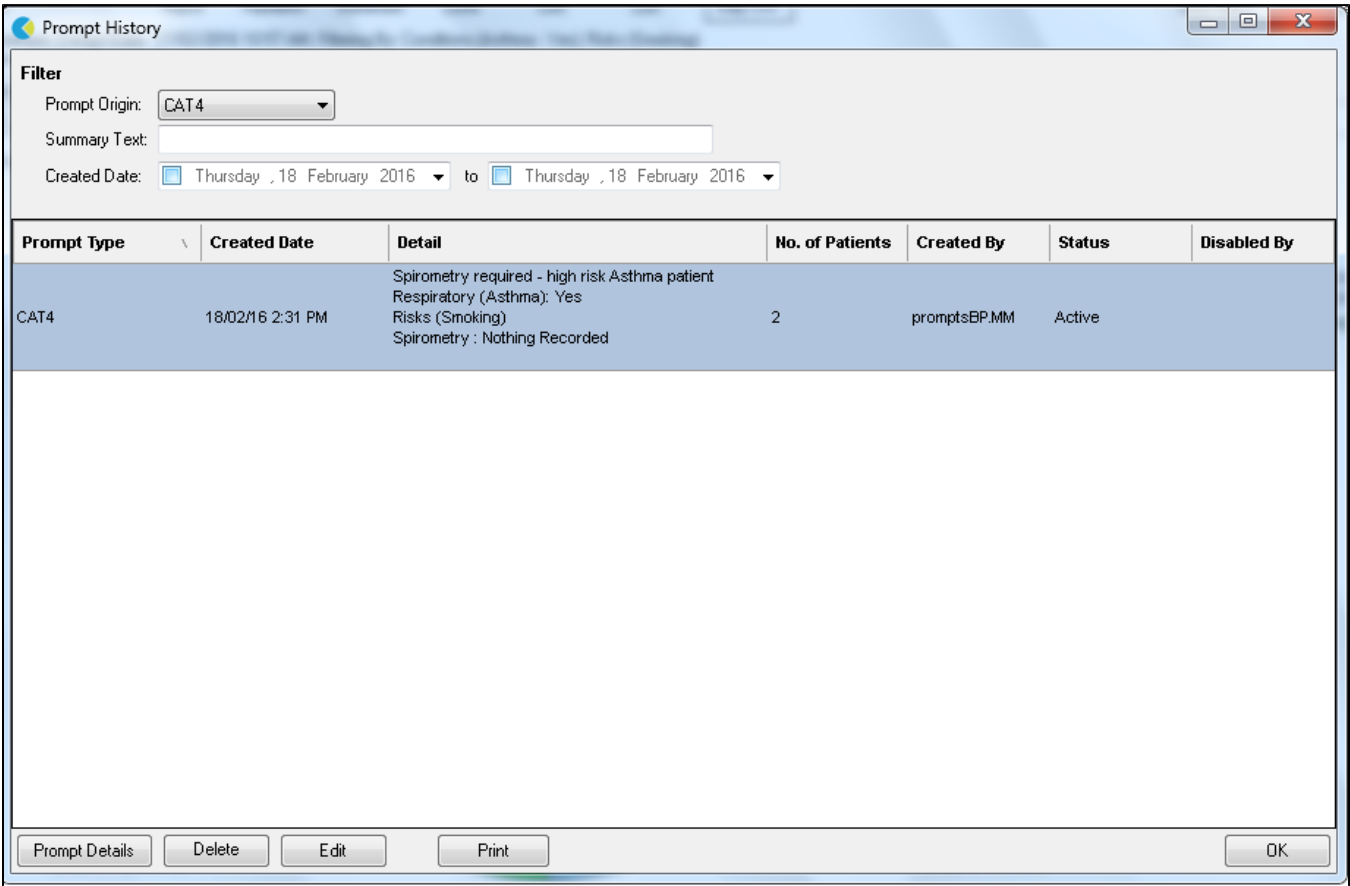 Prompt History
Filter
Prompt Origin: CAT4
Summary Text:
Created Date: Thursday , 18 February 2016 to Thursday , 18 February 2016
Prompt Type Created Date Detail No. of Patients Created By Status Disabled By
Spirometry required - high risk Asthma patient
Respiratory (Asthma): Yes
CAT4 18/02/16 2:31 PM Risks (Smoking) 2 promptsBP.MM Active
Spirometry : Nothing Recorded
Prompt Details Delete Edit Print OK